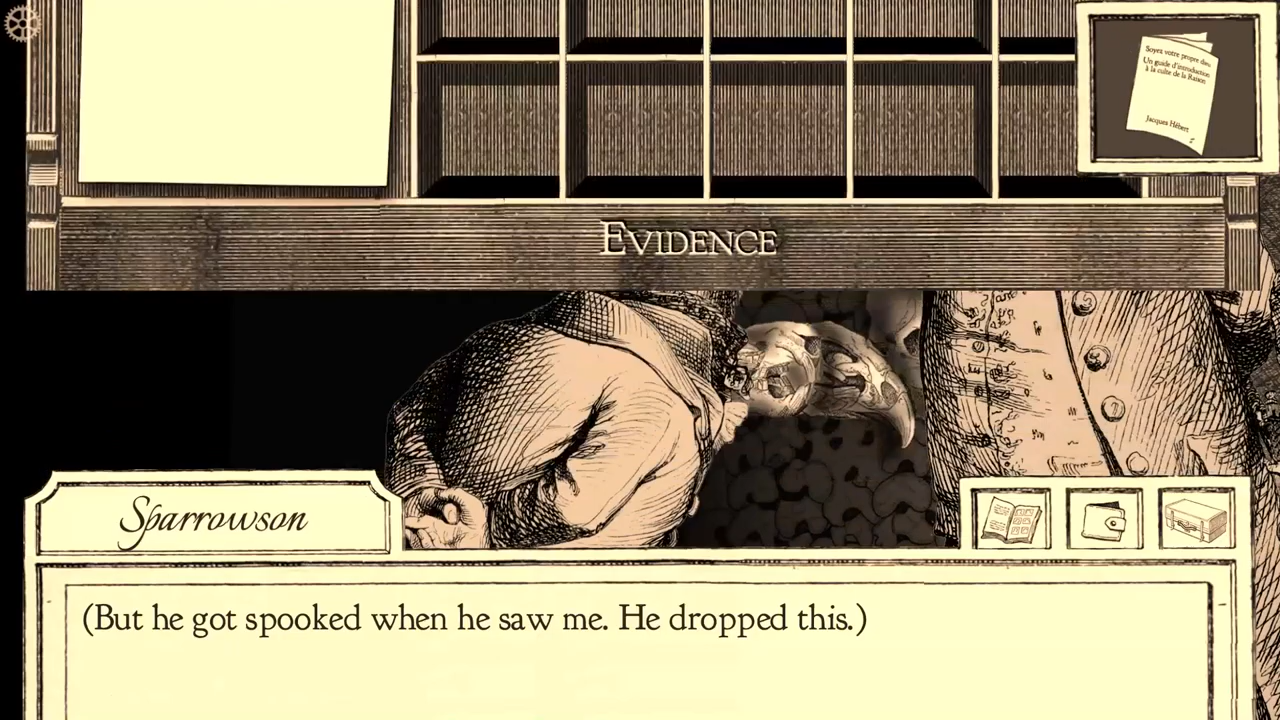 Soyez votre propre dieu
Un guide d'introduction
à la culte de la Raison
Jacques Hébert
EVIDENCE
Sparrowson
(But he got spooked when he saw me. He dropped this.)